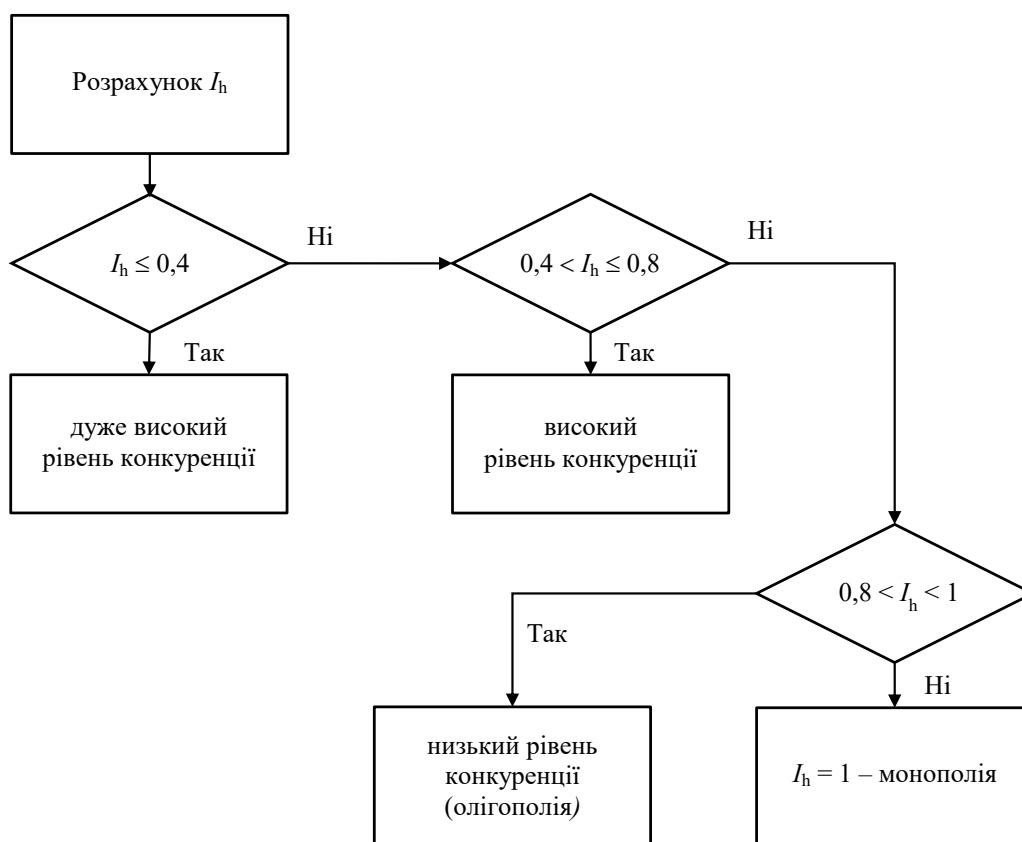 Розрахунок Ih
Ih ≤ 0,4
Ні
0,4 < Ih ≤ 0,8
Ні
Так
Так
дуже високий
рівень конкуренції
високий
рівень конкуренції
0,8 < Ih < 1
Так
Ні
низький рівень
конкуренції
(олігополія)
Ih = 1 – монополія